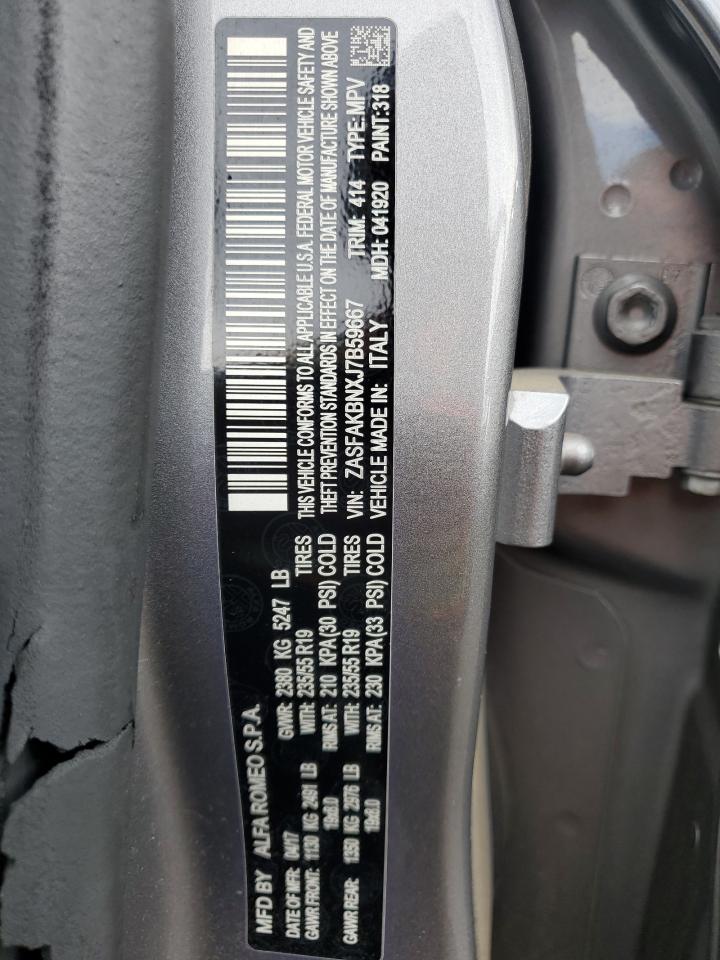 MFD BY ALFA ROMEO S.P.A.
DATE OF MFR: 04/17 GVWR: 2380 KG 5247 LB
GAWR FRONT: 1130 KG 2491 LB WITH: 235/55 R19 TIRES
19x8.0 RIMS AT: 210 KPA(30 PSI) COLD
GAWR REAR: 1350 KG 2976 LB WITH: 235/55 R19 TIRES
19x8.0 RIMS AT: 230 KPA(33 PSI) COLD
THIS VEHICLE CONFORMS TO ALL APPLICABLE U.S.A. FEDERAL MOTOR VEHICLE SAFETY AND
THEFT PREVENTION STANDARDS IN EFFECT ON THE DATE OF MANUFACTURE SHOWN ABOVE
VIN: ZASFAKBNXJ7B59667 TRIM: 414 TYPE: MPV
VEHICLE MADE IN: ITALY MDH: 041920 PAINT:318